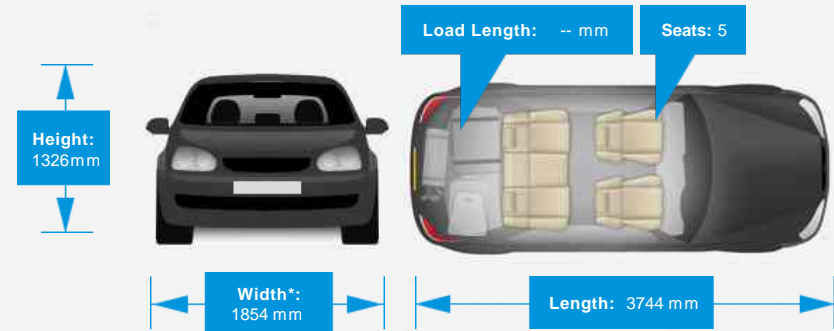 Load Length: -- mm
Seats: 5
Height:
1326mm
Width*:
1854 mm
Length: 3744 mm